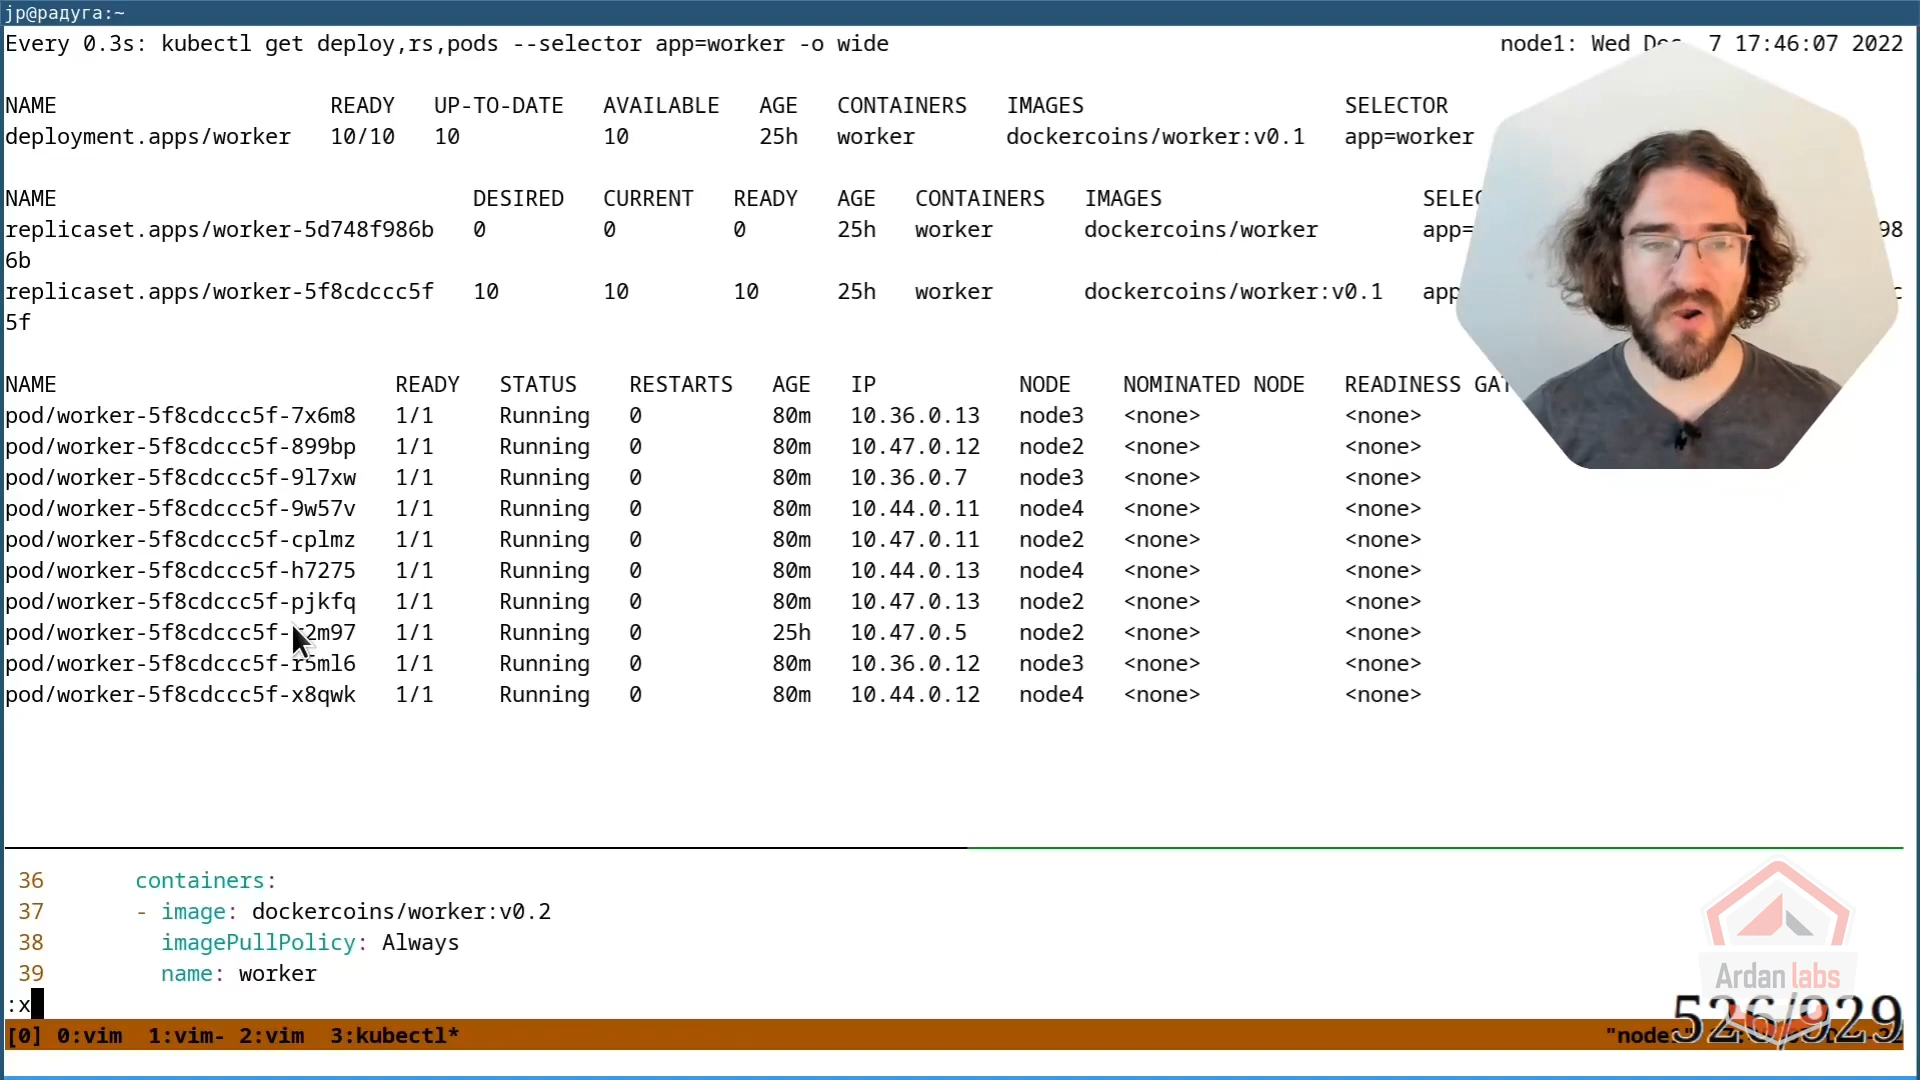 jp@радуга:~
Every 0.3s: kubectl get deploy,rs,pods --selector app=worker -o wide node1: Wed Dec 7 17:46:07 2022
NAME READY UP-TO-DATE AVAILABLE AGE CONTAINERS IMAGES SELECTOR
deployment.apps/worker 10/10 10 10 25h worker dockercoins/worker:v0.1 app=worker
NAME DESIRED CURRENT READY AGE CONTAINERS IMAGES
replicaset.apps/worker-5d748f986b 0 0 0 25h worker dockercoins/worker app= 98
6b
replicaset.apps/worker-5f8cdccc5f 10 10 10 25h worker dockercoins/worker:v0.1 app c
5f
NAME READY STATUS RESTARTS AGE IP NODE NOMINATED NODE READINESS
pod/worker-5f8cdccc5f-7x6m8 1/1 Running 0 80m 10.36.0.13 node3 <none> <none>
pod/worker-5f8cdccc5f-899bp 1/1 Running 0 80m 10.47.0.12 node2 <none> <none>
pod/worker-5f8cdccc5f-9l7xw 1/1 Running 0 80m 10.36.0.7 node3 <none> <none>
pod/worker-5f8cdccc5f-9w57v 1/1 Running 0 80m 10.44.0.11 node4 <none> <none>
pod/worker-5f8cdccc5f-cplmz 1/1 Running 0 80m 10.47.0.11 node2 <none> <none>
pod/worker-5f8cdccc5f-h7275 1/1 Running 0 80m 10.44.0.13 node4 <none> <none>
pod/worker-5f8cdccc5f-pjkfq 1/1 Running 0 80m 10.47.0.13 node2 <none> <none>
1/1 Running 0 25h 10.47.0.5 node2 <none> <none>
pod/worker-5f8cdccc5f-r5ml6 1/1 Running 0 80m 10.36.0.12 node3 <none> <none>
pod/worker-5f8cdccc5f-x8qwk 1/1 Running 0 80m 10.44.0.12 node4 <none> <none>
36 containers:
37 - image: dockercoins/worker:v0.2
38 imagePullPolicy: Always
39 name: worker
:x
Ardan labs
526/929
[0] 0:vim 1:vim- 2:vim 3:kubectl*